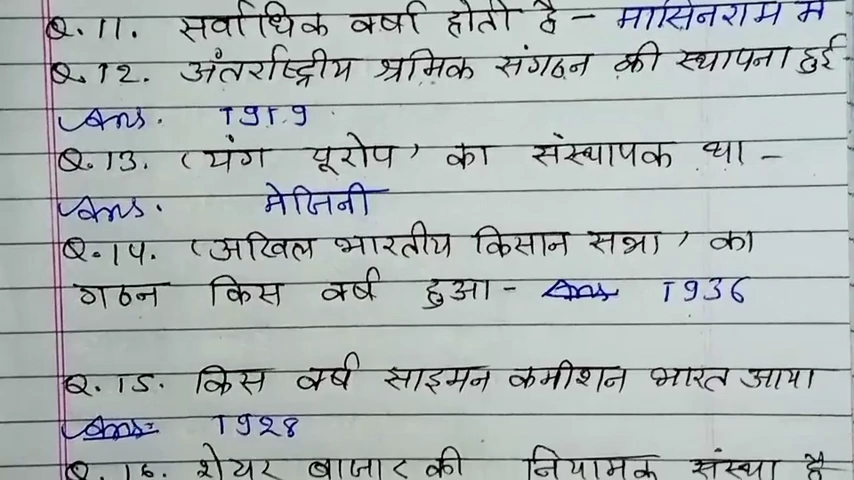 Q.11. सर्वाधिक वर्षा होती है - मासिनराम में
Q.12. अंतर्राष्ट्रीय श्रमिक संगठन की स्थापना हुई -
Ans. 1919
Q.13. 'यंग यूरोप' का संस्थापक था -
Ans. मेजिनी
Q.14. 'अखिल भारतीय किसान सभा' का
गठन किस वर्ष हुआ - Ans 1936
Q.15. किस वर्ष साइमन कमीशन भारत आया
Ans= 1928
Q.16. शेयर बाजार की नियामक संस्था है